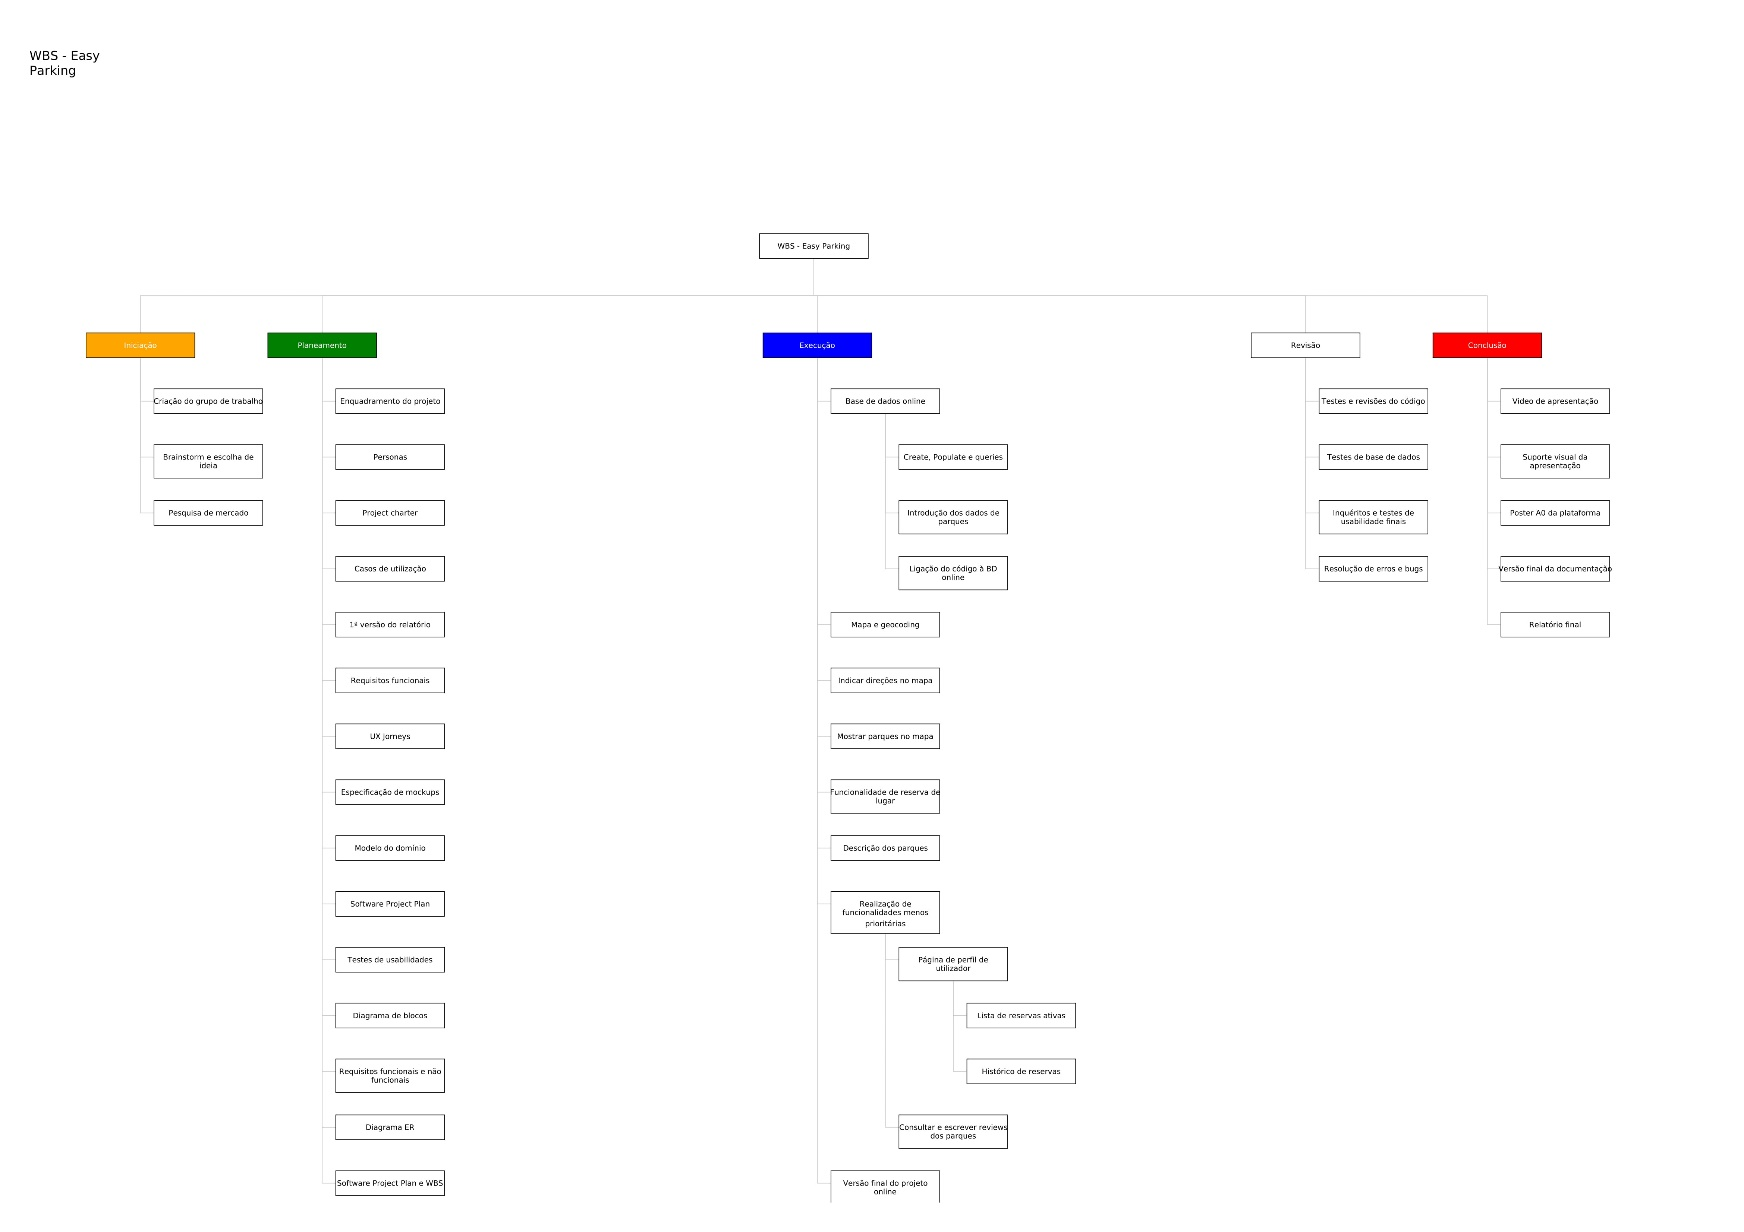 WBS - Easy
Parking
WBS - Easy Parking
Iniciação
Planeamento
Execução
Revisão
Conclusão
Criação do grupo de trabalho
Brainstorm e escolha de
ideia
Pesquisa de mercado
Enquadramento do projeto
Personas
Project charter
Casos de utilização
1ª versão do relatório
Requisitos funcionais
UX jorneys
Especificação de mockups
Modelo do dominio
Software Project Plan
Testes de usabilidades
Diagrama de blocos
Requisitos funcionais e não
funcionais
Diagrama ER
Software Project Plan e WBS
Base de dados online
Create, Populate e queries
Introdução dos dados de
parques
Ligação do código à BD
online
Mapa e geocoding
Indicar direções no mapa
Mostrar parques no mapa
Funcionalidade de reserva de
lugar
Descrição dos parques
Realização de
funcionalidades menos
prioritárias
Página de perfil de
utilizador
Lista de reservas ativas
Histórico de reservas
Consultar e escrever reviews
dos parques
Versão final do projeto
online
Testes e revisões do código
Testes de base de dados
Inquéritos e testes de
usabilidade finais
Resolução de erros e bugs
Video de apresentação
Suporte visual da
apresentação
Poster A0 da plataforma
Versão final da documentação
Relatório final